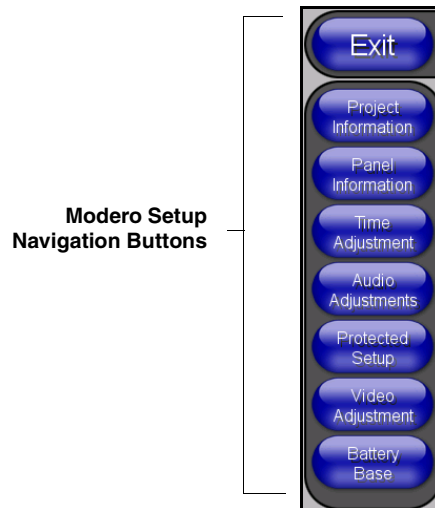 Exit
Project
Information
Panel
Information
Modero Setup
Navigation Buttons
Time
Adjustment
Audio
Adjustments
Protected
Setup
Video
Adjustment
Battery
Base